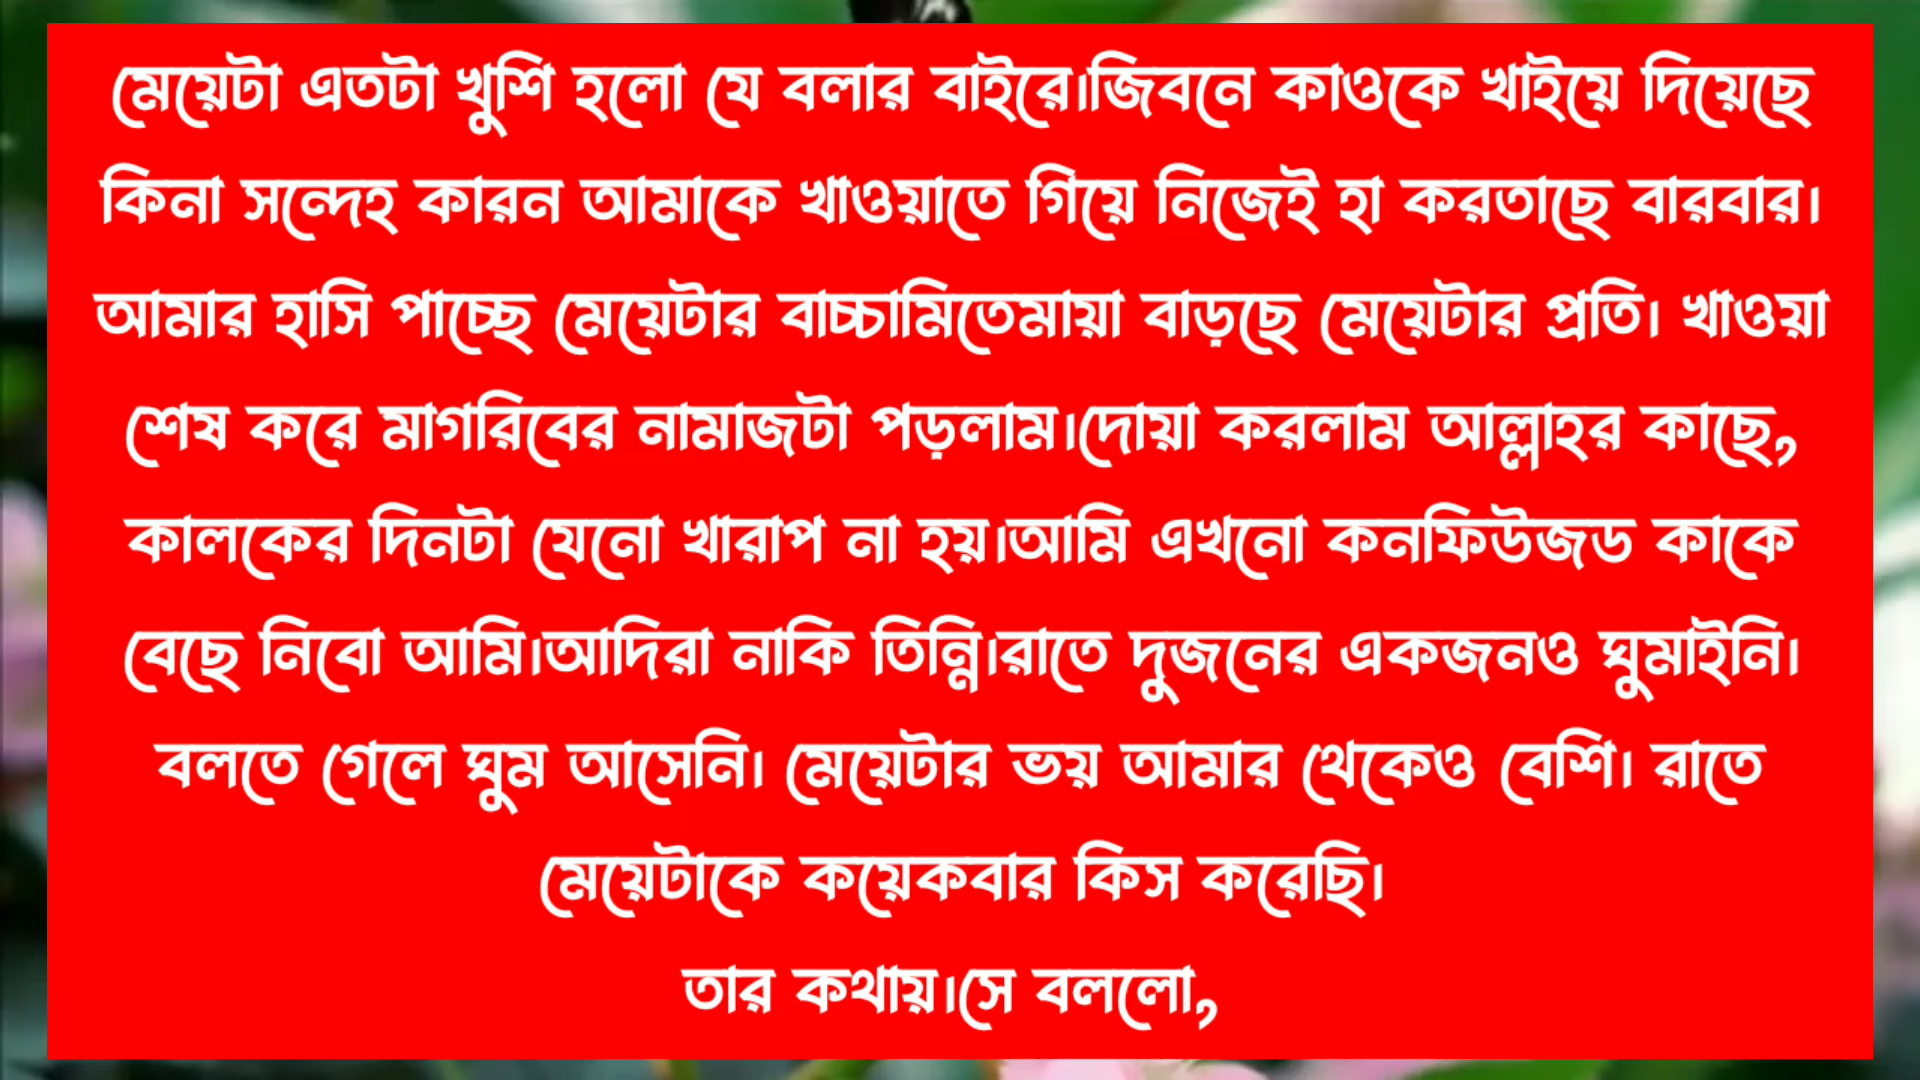 মেয়েটা এতটা খুশি হলো যে বলার বাইরে।জিবনে কাওকে খাইয়ে দিয়েছে
কিনা সন্দেহ কারন আমাকে খাওয়াতে গিয়ে নিজেই হা করতাছে বারবার।
আমার হাসি পাচ্ছে মেয়েটার বাচ্চামিতেমায়া বাড়ছে মেয়েটার প্রতি। খাওয়া
শেষ করে মাগরিবের নামাজটা পড়লাম।দোয়া করলাম আল্লাহর কাছে,
কালকের দিনটা যেনো খারাপ না হয়।আমি এখনো কনফিউজড কাকে
বেছে নিবো আমি।আদিরা নাকি তিন্নি।রাতে দুজনের একজনও ঘুমাইনি।
বলতে গেলে ঘুম আসেনি। মেয়েটার ভয় আমার থেকেও বেশি। রাতে
মেয়েটাকে কয়েকবার কিস করেছি।
তার কথায়।সে বললো,